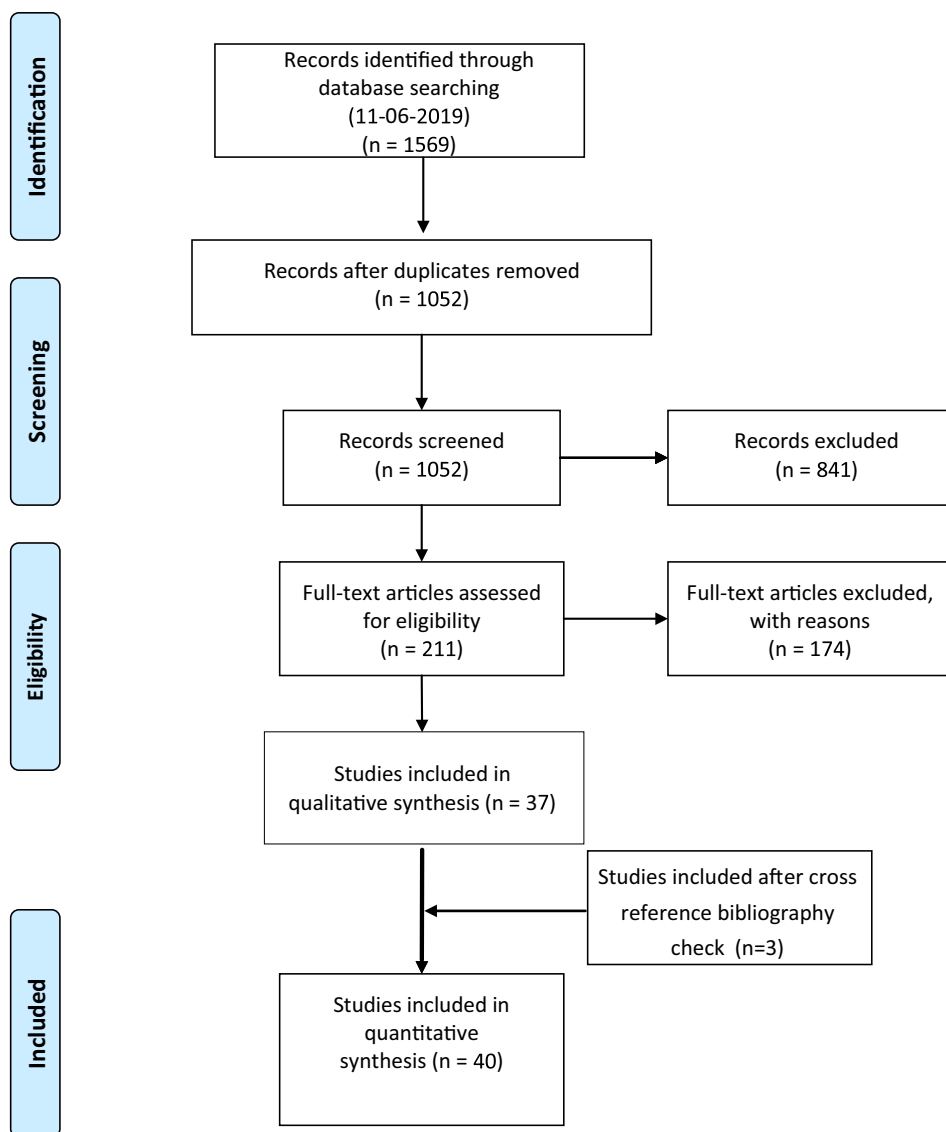 Identification
Records identified through
database searching
(11-06-2019)
(n = 1569)
Records after duplicates removed
(n = 1052)
Screening
Records screened
(n = 1052)
Records excluded
(n = 841)
Eligibility
Full-text articles assessed
for eligibility
(n = 211)
Full-text articles excluded,
with reasons
(n = 174)
Studies included in
qualitative synthesis (n = 37)
Studies included after cross
reference bibliography
check (n=3)
Included
Studies included in
quantitative
synthesis (n = 40)